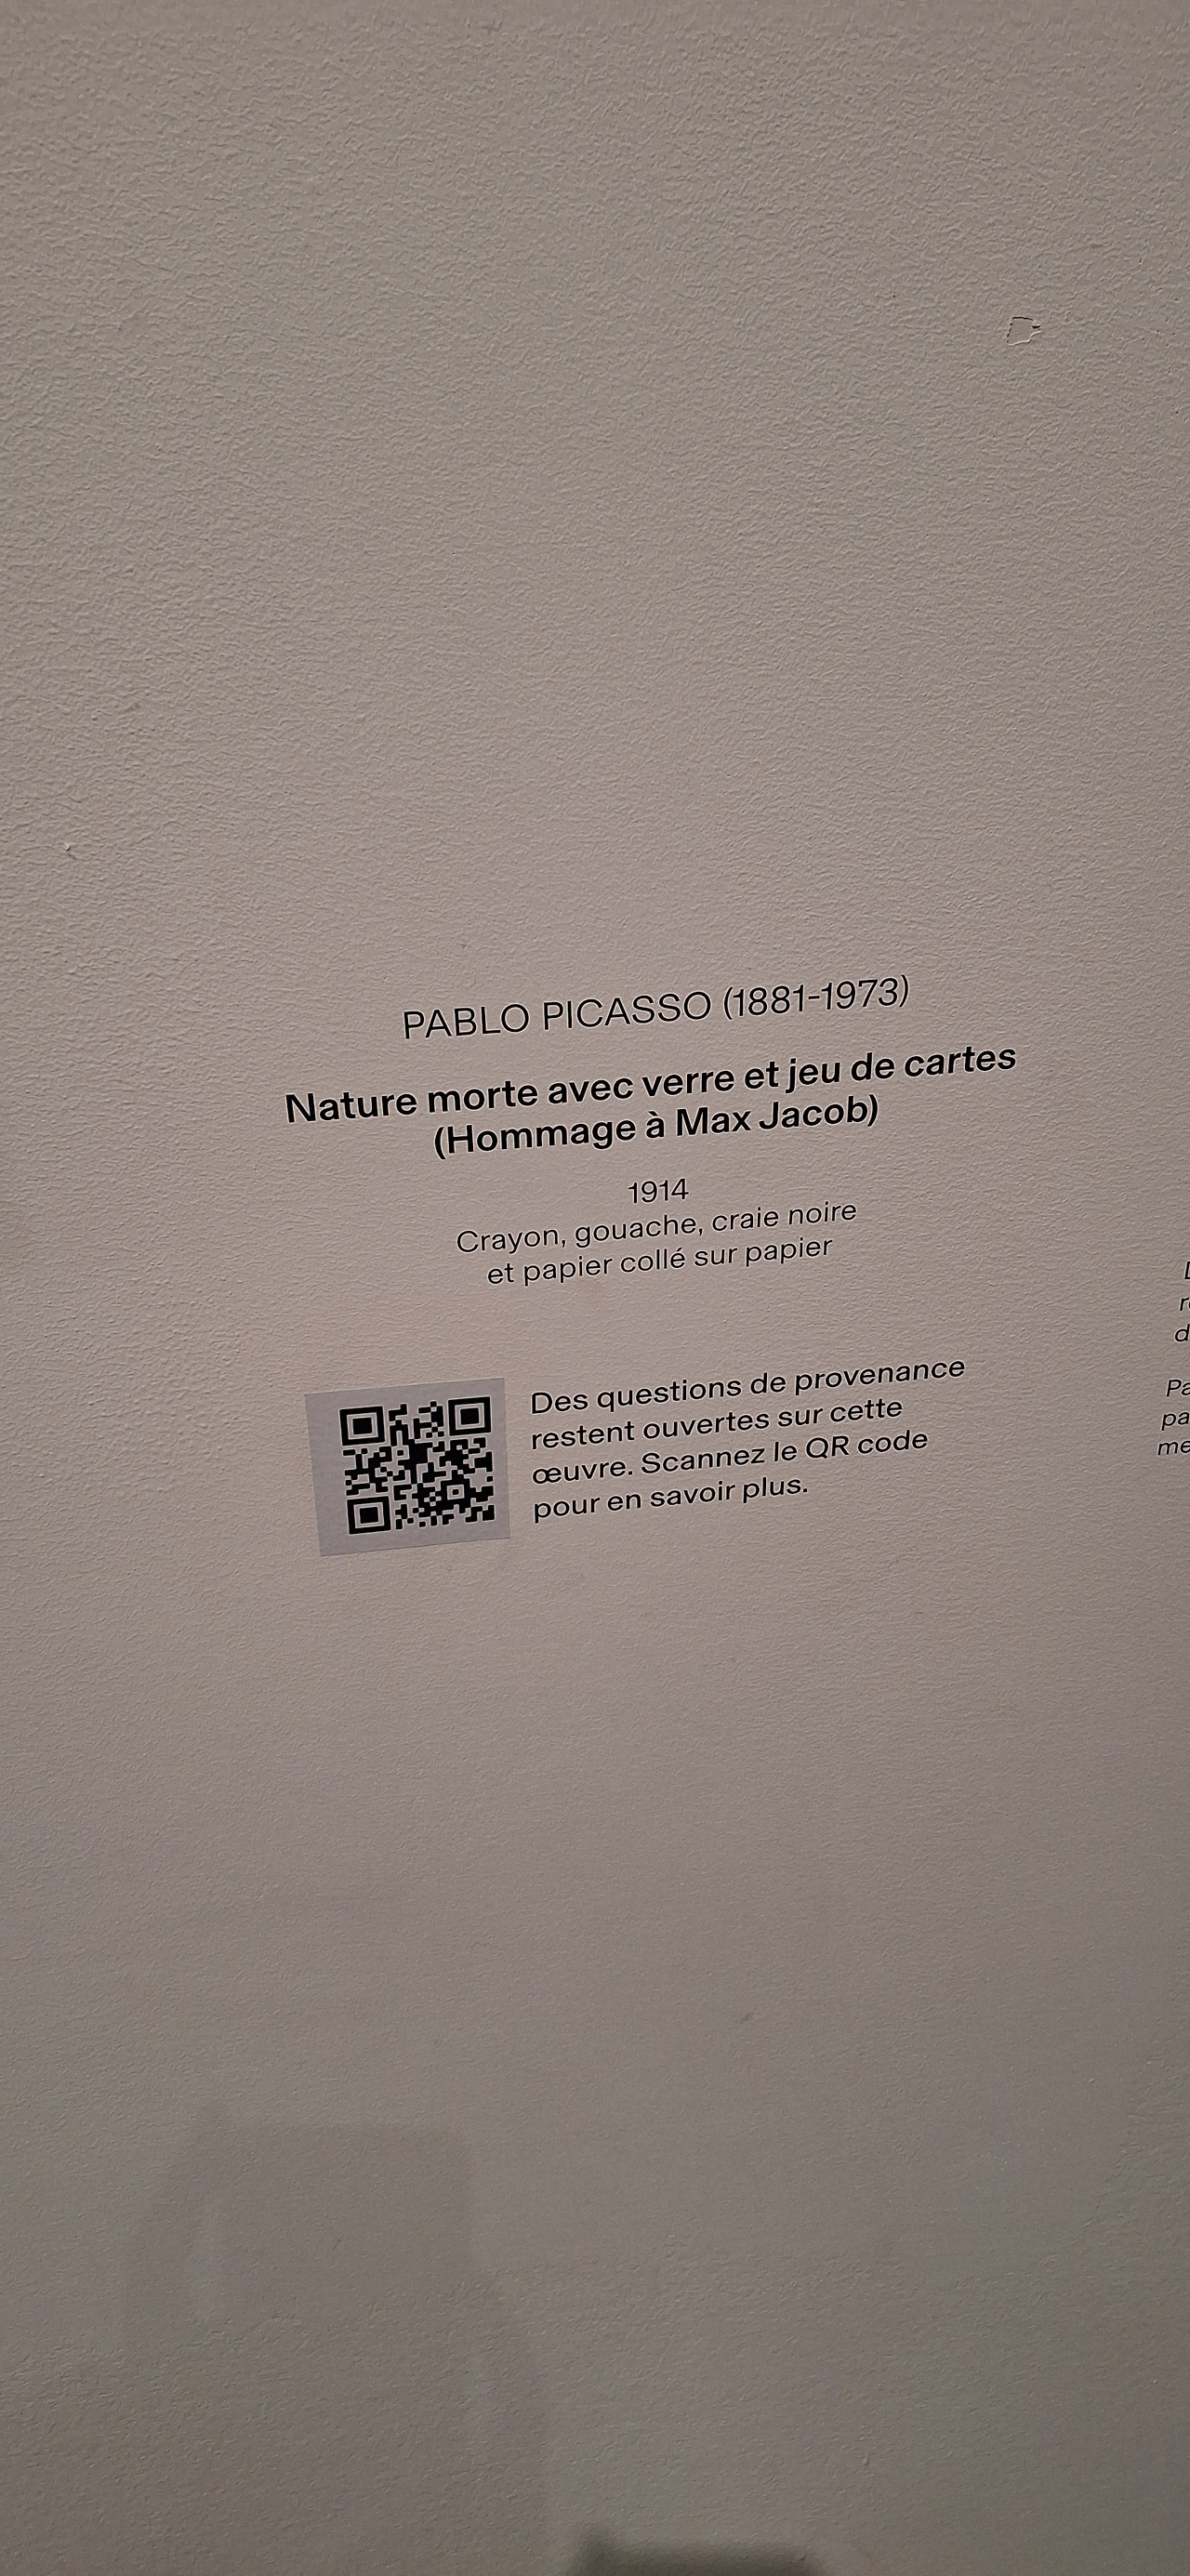 PABLO PICASSO (1881-1973)
Nature morte avec verre et jeu de cartes
(Hommage à Max Jacob)
1914
Crayon, gouache, craie noire
et papier collé sur papier
Des questions de provenance
restent ouvertes sur cette
œuvre. Scannez le QR code
pour en savoir plus.